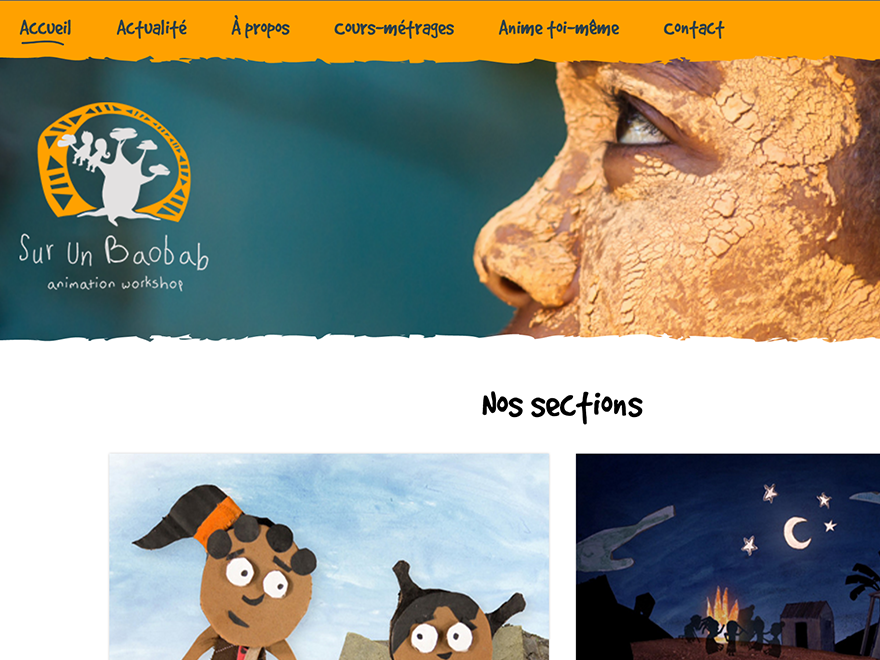 Accueil Actualité À propos Cours-métrages Anime toi-même Contact
Sur Un Baobab
animation workshop
Nos sections